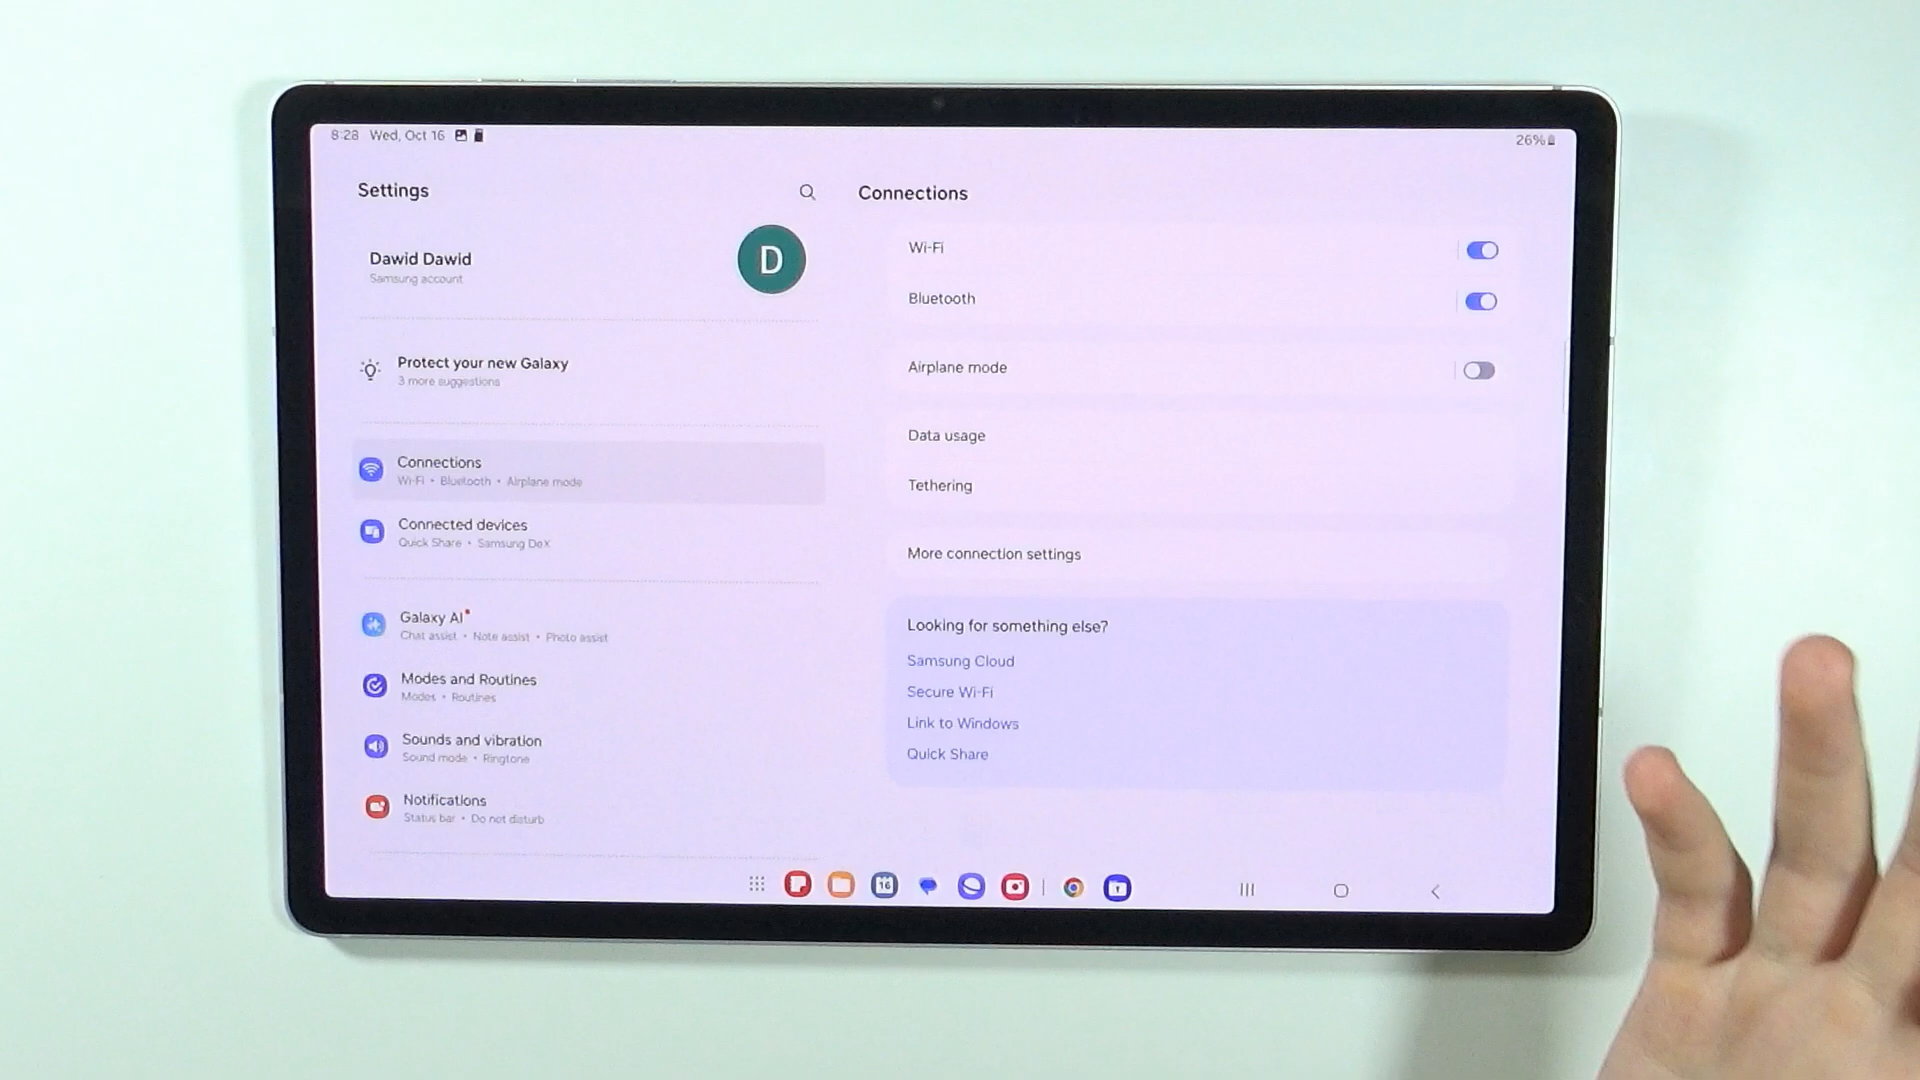 8:28 Wed, Oct 16
26%
Settings
Dawid Dawid
Samsung account
D
Protect your new Galaxy
3 more suggestions
Connections
Wi-Fi • Bluetooth • Airplane mode
Connected devices
Quick Share • Samsung DeX
Galaxy AI
Chat assist • Note assist • Photo assist
Modes and Routines
Modes • Routines
Sounds and vibration
Sound mode • Ringtone
Notifications
Status bar • Do not disturb
Connections
Wi-Fi
Bluetooth
Airplane mode
Data usage
Tethering
More connection settings
Looking for something else?
Samsung Cloud
Secure Wi-Fi
Link to Windows
Quick Share
16